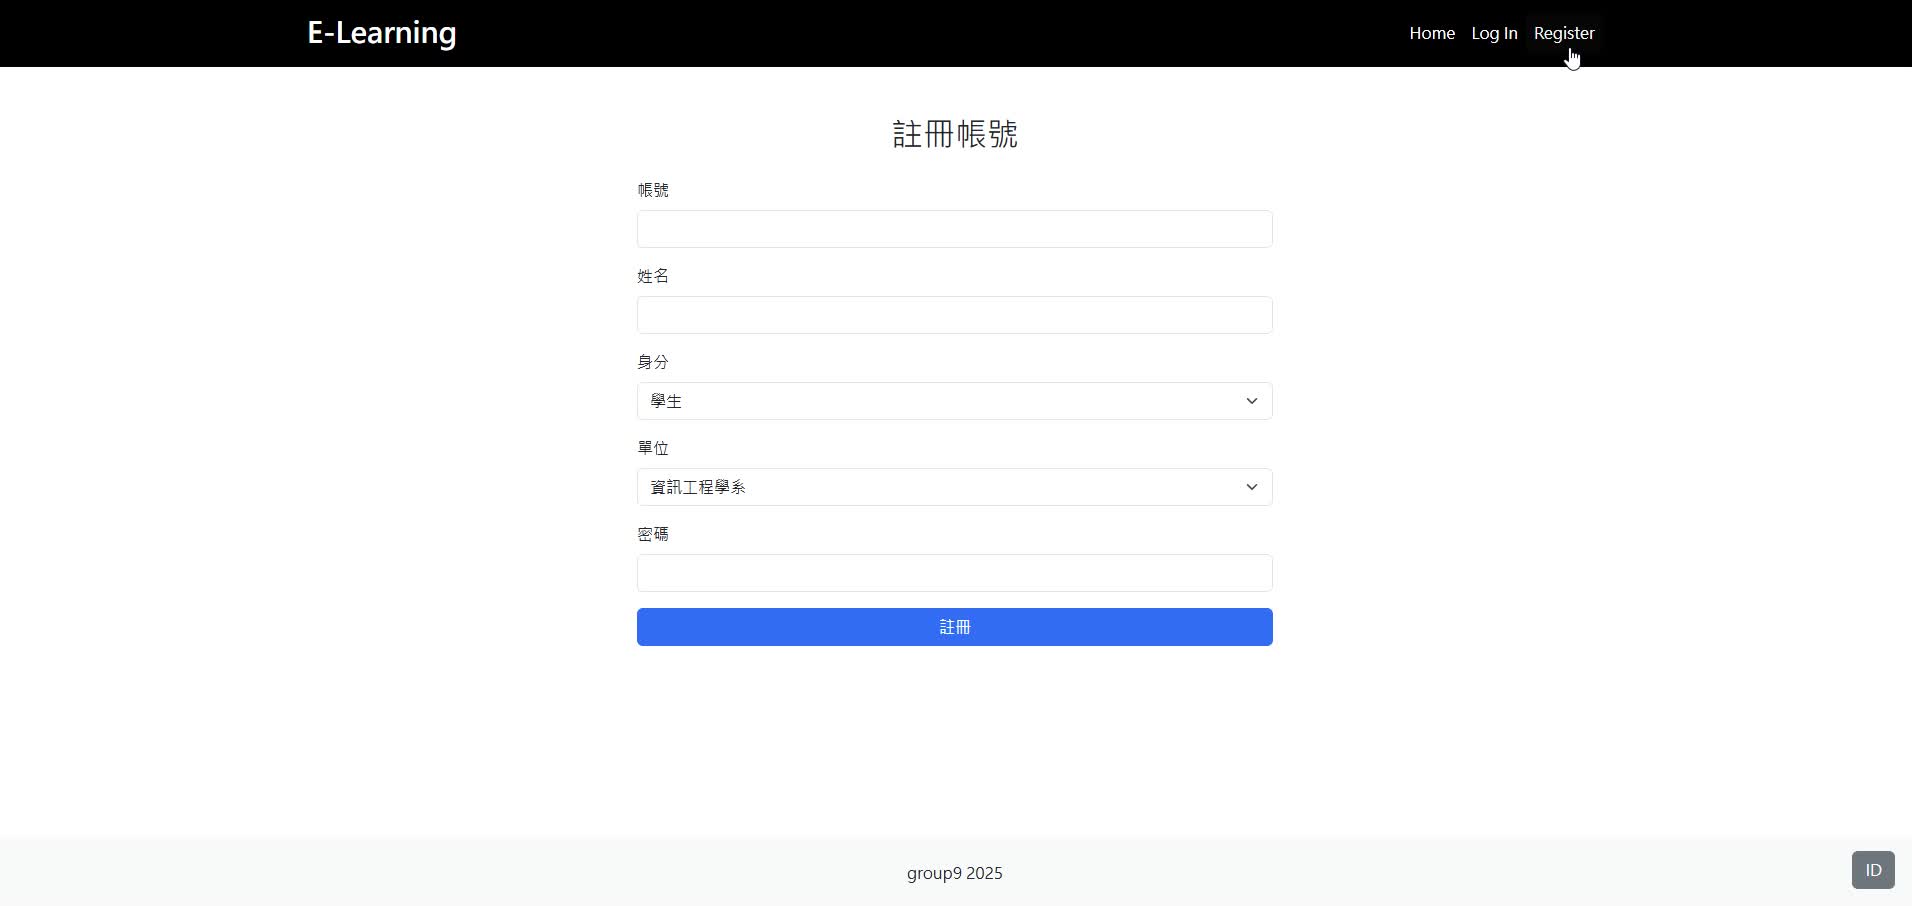 E-Learning
Home Log In Register
註冊帳號
帳號
姓名
身分
學生
單位
資訊工程學系
密碼
註冊
group9 2025
ID